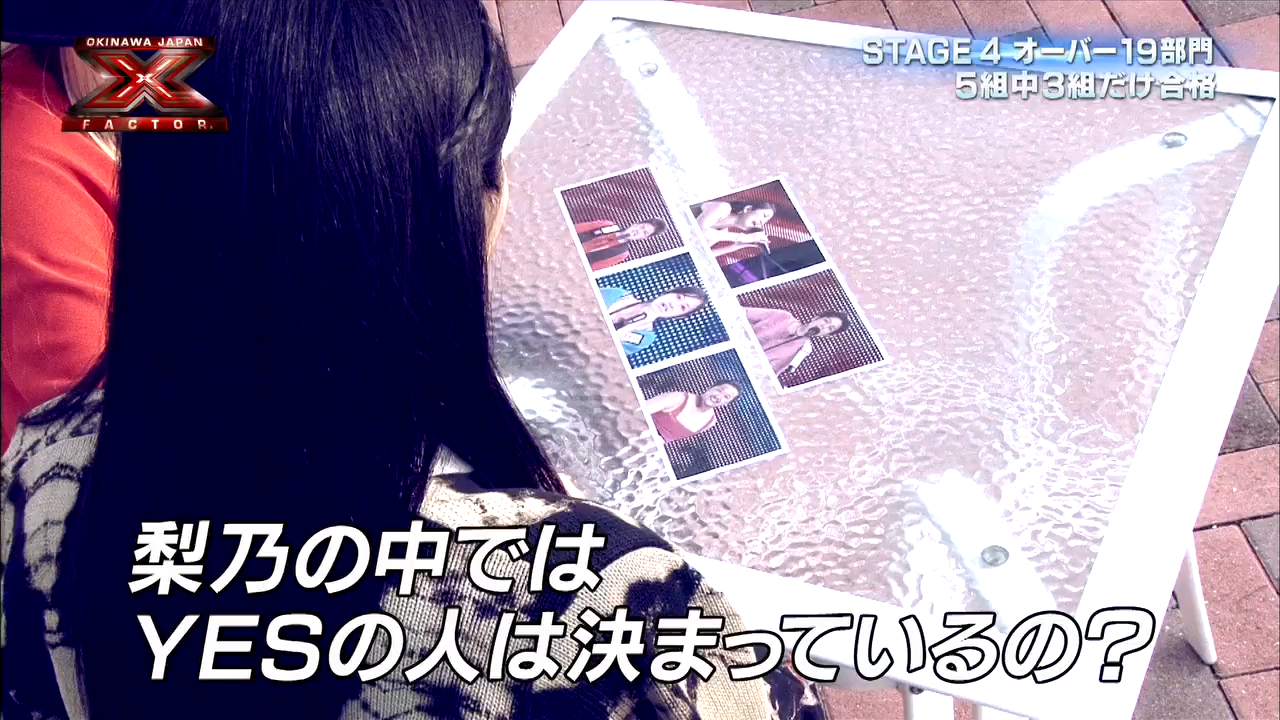 OKINAWA JAPAN
X
FACTOR
STAGE 4 オーバー19部門
5組中3組だけ合格
梨乃の中では
YESの人は決まっているの?